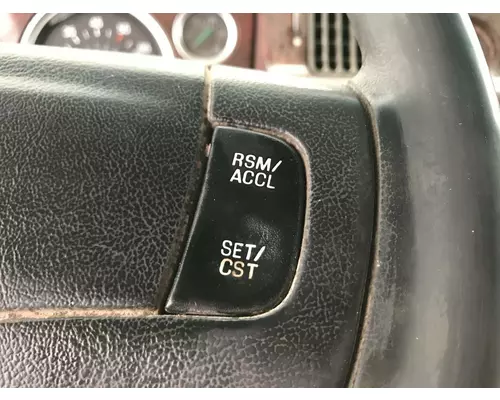 RSM/
ACCL
SET/
CST